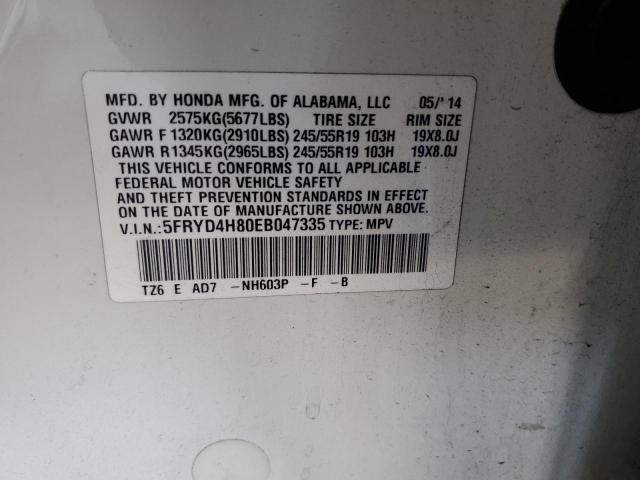 MFD. BY HONDA MFG. OF ALABAMA, LLC 05/'14
GVWR 2575KG(5677LBS) TIRE SIZE RIM SIZE
GAWR F 1320KG(2910LBS) 245/55R19 103H 19X8.0J
GAWR R 1345KG(2965LBS) 245/55R19 103H 19X8.0J
THIS VEHICLE CONFORMS TO ALL APPLICABLE
FEDERAL MOTOR VEHICLE SAFETY
AND THEFT PREVENTION STANDARDS IN EFFECT
ON THE DATE OF MANUFACTURE SHOWN ABOVE.
V.I.N.:5FRYD4H80EB047335 TYPE: MPV
TZ6 E AD7 -NH603P -F -B